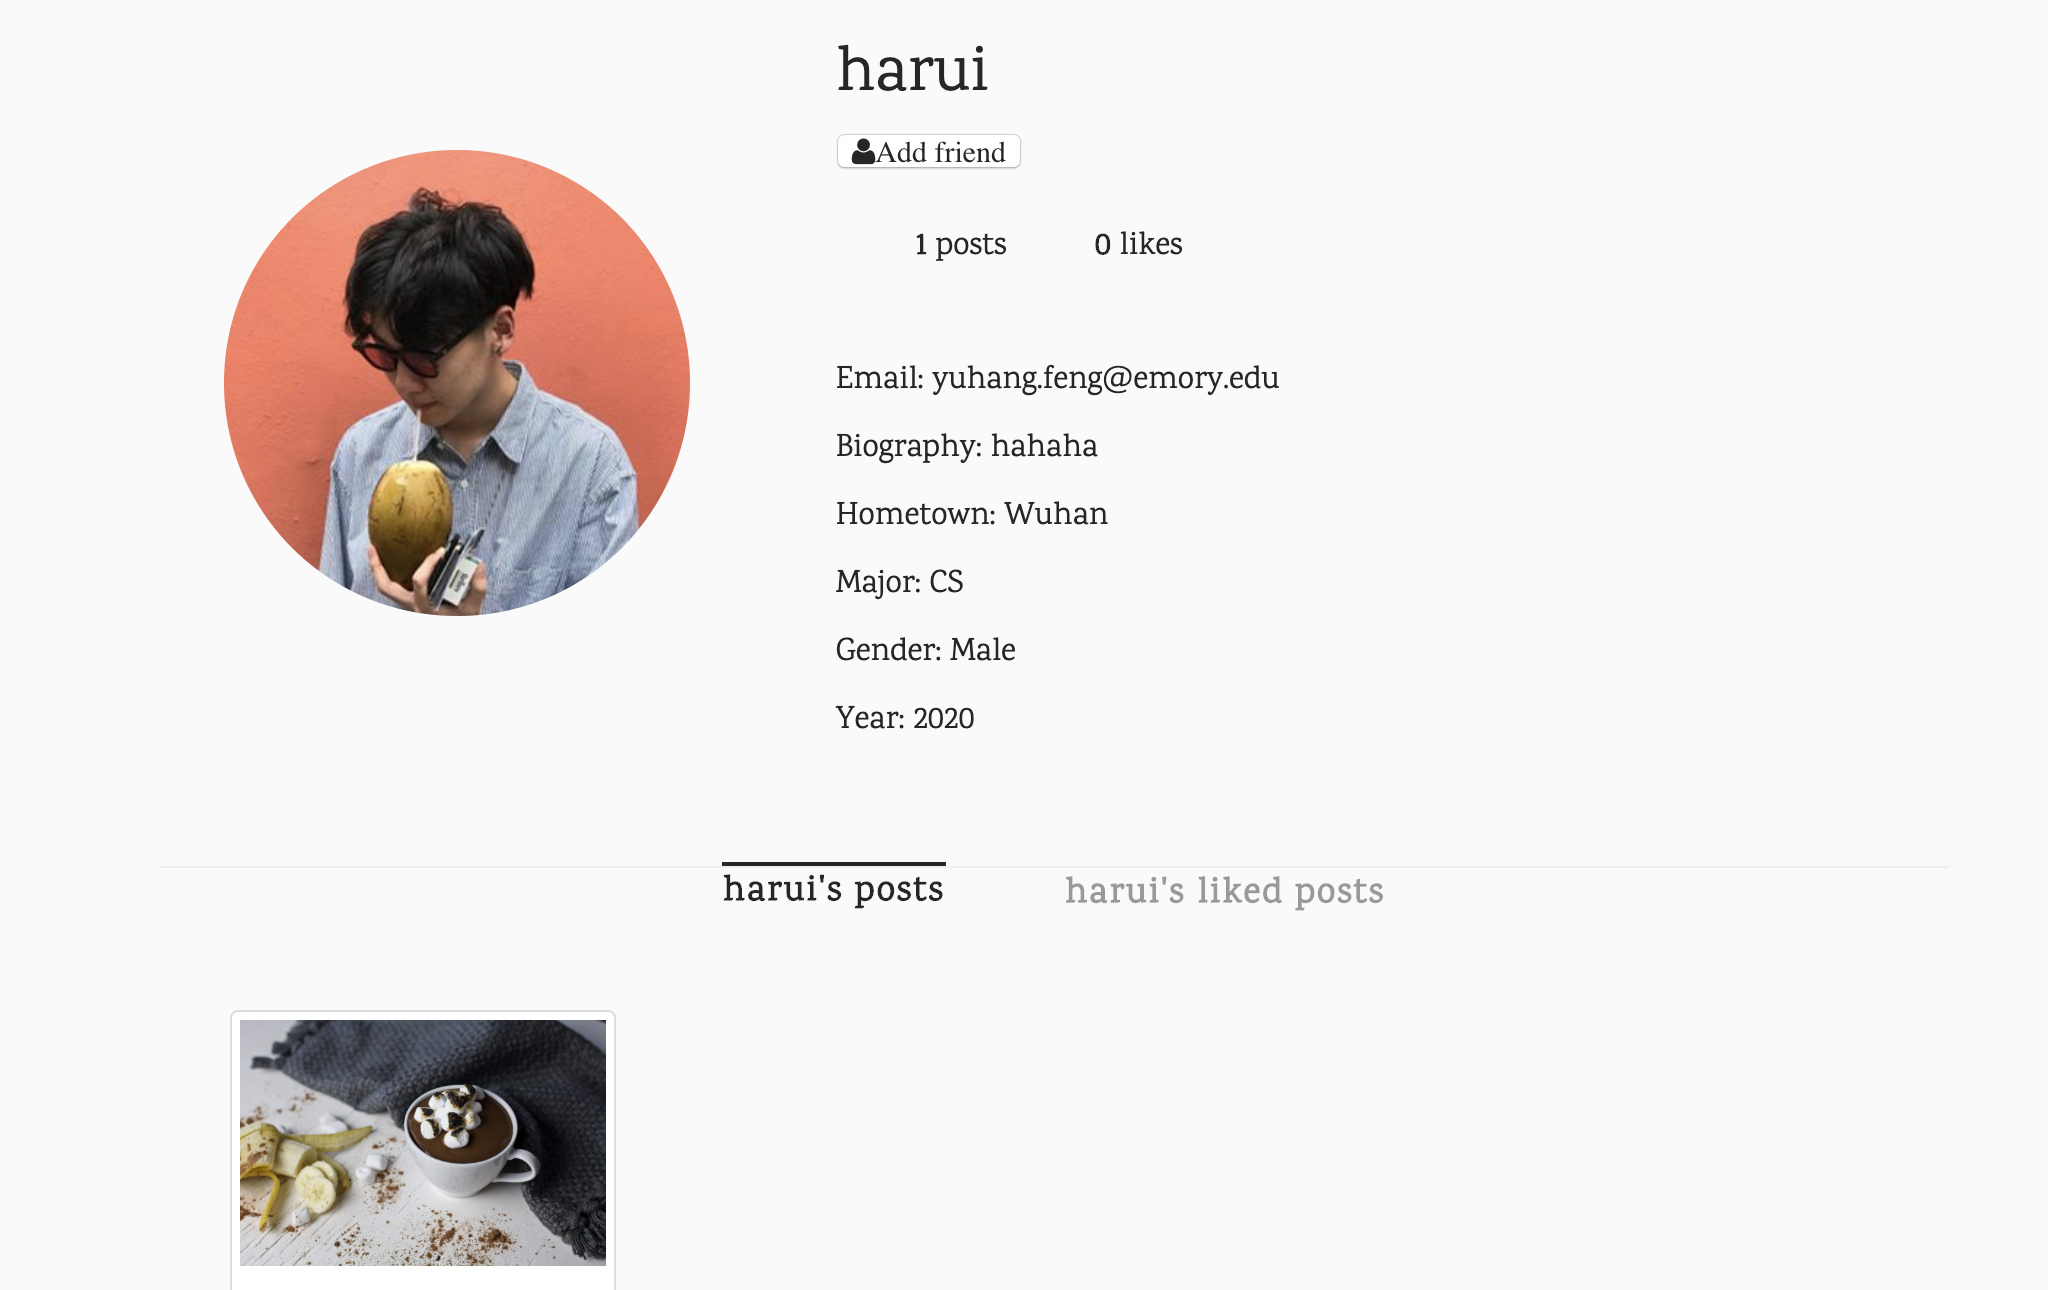 harui
Add friend
1 posts 0 likes
Email: yuhang.feng@emory.edu
Biography: hahaha
Hometown: Wuhan
Major: CS
Gender: Male
Year: 2020
harui's posts harui's liked posts